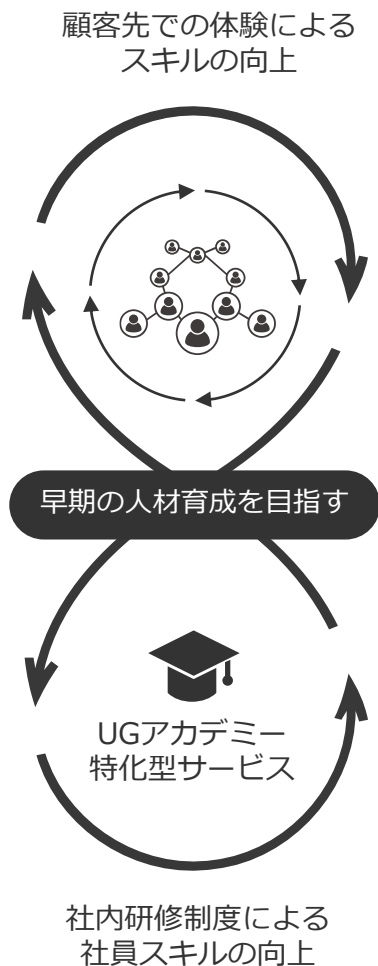 顧客先での体験による
スキルの向上
早期の人材育成を目指す
UGアカデミー
特化型サービス
社内研修制度による
社員スキルの向上